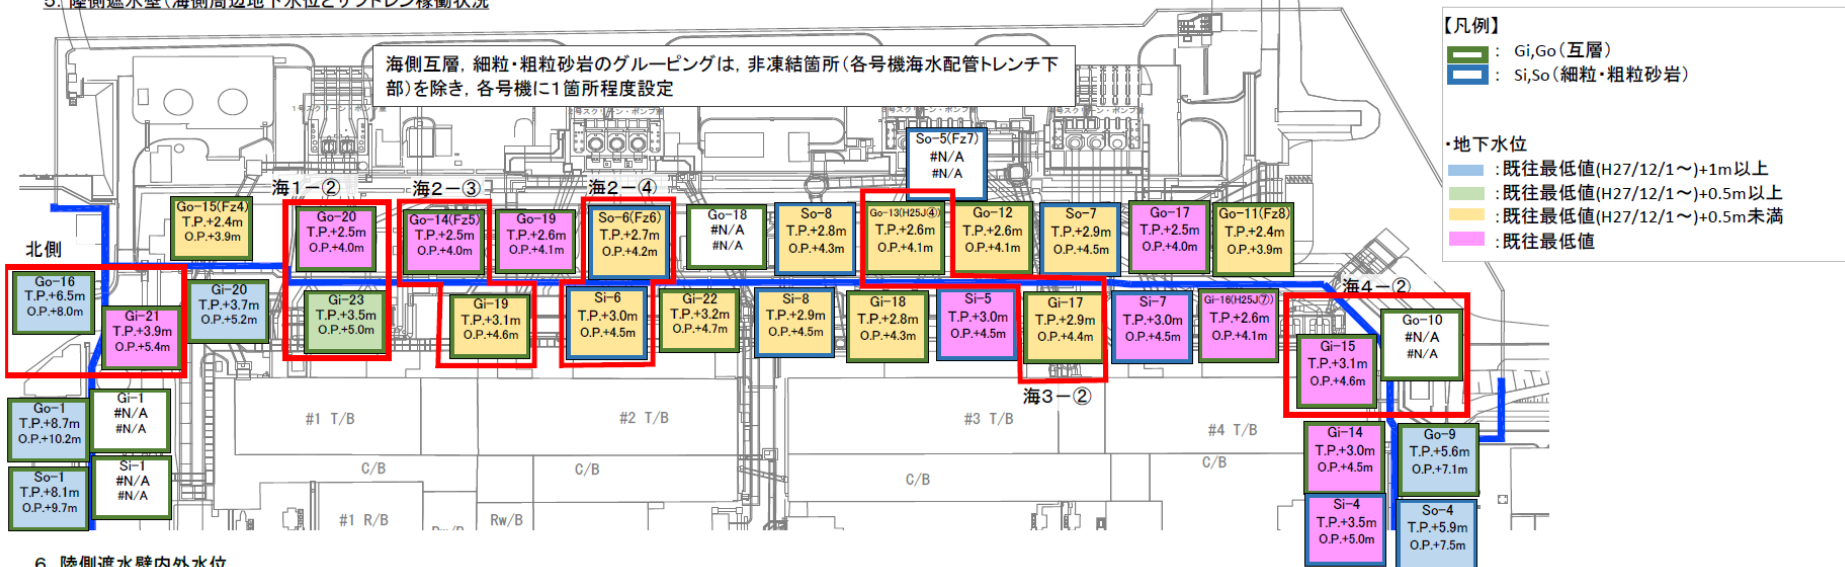 5. 陸側遮水壁(海側周辺地下水位とサブドレン稼働状況
海側互層, 細粒・粗粒砂岩のグルーピングは, 非凍結箇所(各号機海水配管トレンチ下
部)を除き, 各号機に1箇所程度設定
【凡例】
: Gi,Go(互層)
: Si,So(細粒・粗粒砂岩)
・地下水位
:既往最低値(H27/12/1~)+1m以上
:既往最低値(H27/12/1~)+0.5m以上
:既往最低値(H27/12/1~)+0.5m未満
:既往最低値
So-5(Fz7)
#N/A
#N/A
海1-②
海2-③
海2-④
Go-15(Fz4)
T.P.+2.4m
O.P.+3.9m
Go-20
T.P.+2.5m
O.P.+4.0m
Go-14(Fz5)
T.P.+2.5m
O.P.+4.0m
Go-19
T.P.+2.6m
O.P.+4.1m
So-6(Fz6)
T.P.+2.7m
O.P.+4.2m
Go-18
#N/A
#N/A
So-8
T.P.+2.8m
O.P.+4.3m
Go-13(H25J④)
T.P.+2.6m
O.P.+4.1m
Go-12
T.P.+2.6m
O.P.+4.1m
So-7
T.P.+2.9m
O.P.+4.5m
Go-17
T.P.+2.5m
O.P.+4.0m
Go-11(Fz8)
T.P.+2.4m
O.P.+3.9m
北側
Go-16
T.P.+6.5m
O.P.+8.0m
Gi-21
T.P.+3.9m
O.P.+5.4m
Gi-20
T.P.+3.7m
O.P.+5.2m
Gi-23
T.P.+3.5m
O.P.+5.0m
Gi-19
T.P.+3.1m
O.P.+4.6m
Si-6
T.P.+3.0m
O.P.+4.5m
Gi-22
T.P.+3.2m
O.P.+4.7m
Si-8
T.P.+2.9m
O.P.+4.5m
Gi-18
T.P.+2.8m
O.P.+4.3m
Si-5
T.P.+3.0m
O.P.+4.5m
Gi-17
T.P.+2.9m
O.P.+4.4m
Si-7
T.P.+3.0m
O.P.+4.5m
Gi-16(H25J⑦)
T.P.+2.6m
O.P.+4.1m
海4-②
Go-10
#N/A
#N/A
Gi-15
T.P.+3.1m
O.P.+4.6m
海3-②
Go-1
T.P.+8.7m
O.P.+10.2m
Gi-1
#N/A
#N/A
#1 T/B
#2 T/B
#3 T/B
#4 T/B
Gi-14
T.P.+3.0m
O.P.+4.5m
Go-9
T.P.+5.6m
O.P.+7.1m
So-1
T.P.+8.1m
O.P.+9.7m
Si-1
#N/A
#N/A
C/B
C/B
C/B
C/B
#1 R/B
Rw/B
Si-4
T.P.+3.5m
O.P.+5.0m
So-4
T.P.+5.9m
O.P.+7.5m
6. 陸側遮水壁内外水位